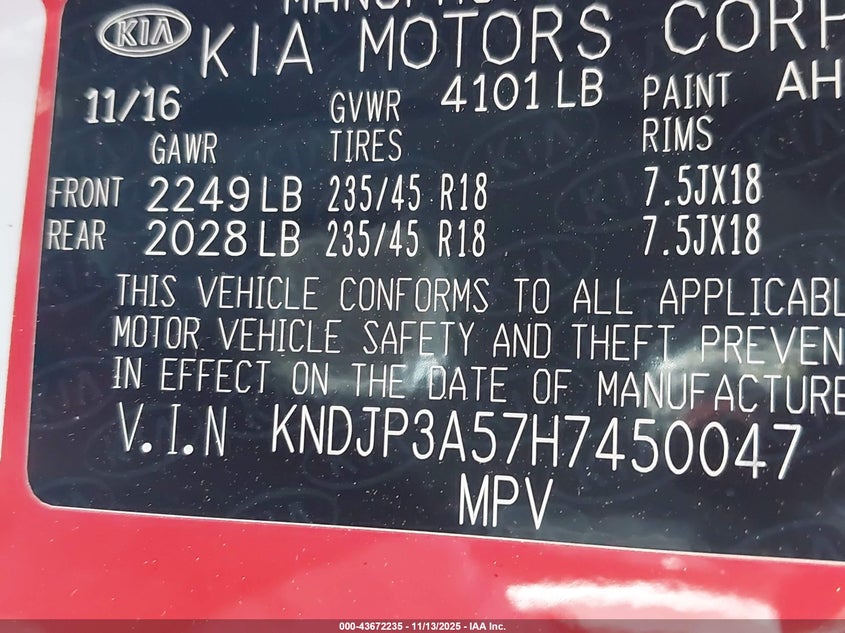 KIA
KIA MOTORS CORP
11/16 GVWR 4101 LB PAINT AH
GAWR TIRES RIMS
FRONT 2249 LB 235/45 R18 7.5JX18
REAR 2028 LB 235/45 R18 7.5JX18
THIS VEHICLE CONFORMS TO ALL APPLICABL
MOTOR VEHICLE SAFETY AND THEFT PREVEN
IN EFFECT ON THE DATE OF MANUFACTURE
V.I.N KNDJP3A57H7450047
MPV
000-43672235 - 11/13/2025 - IAA Inc.